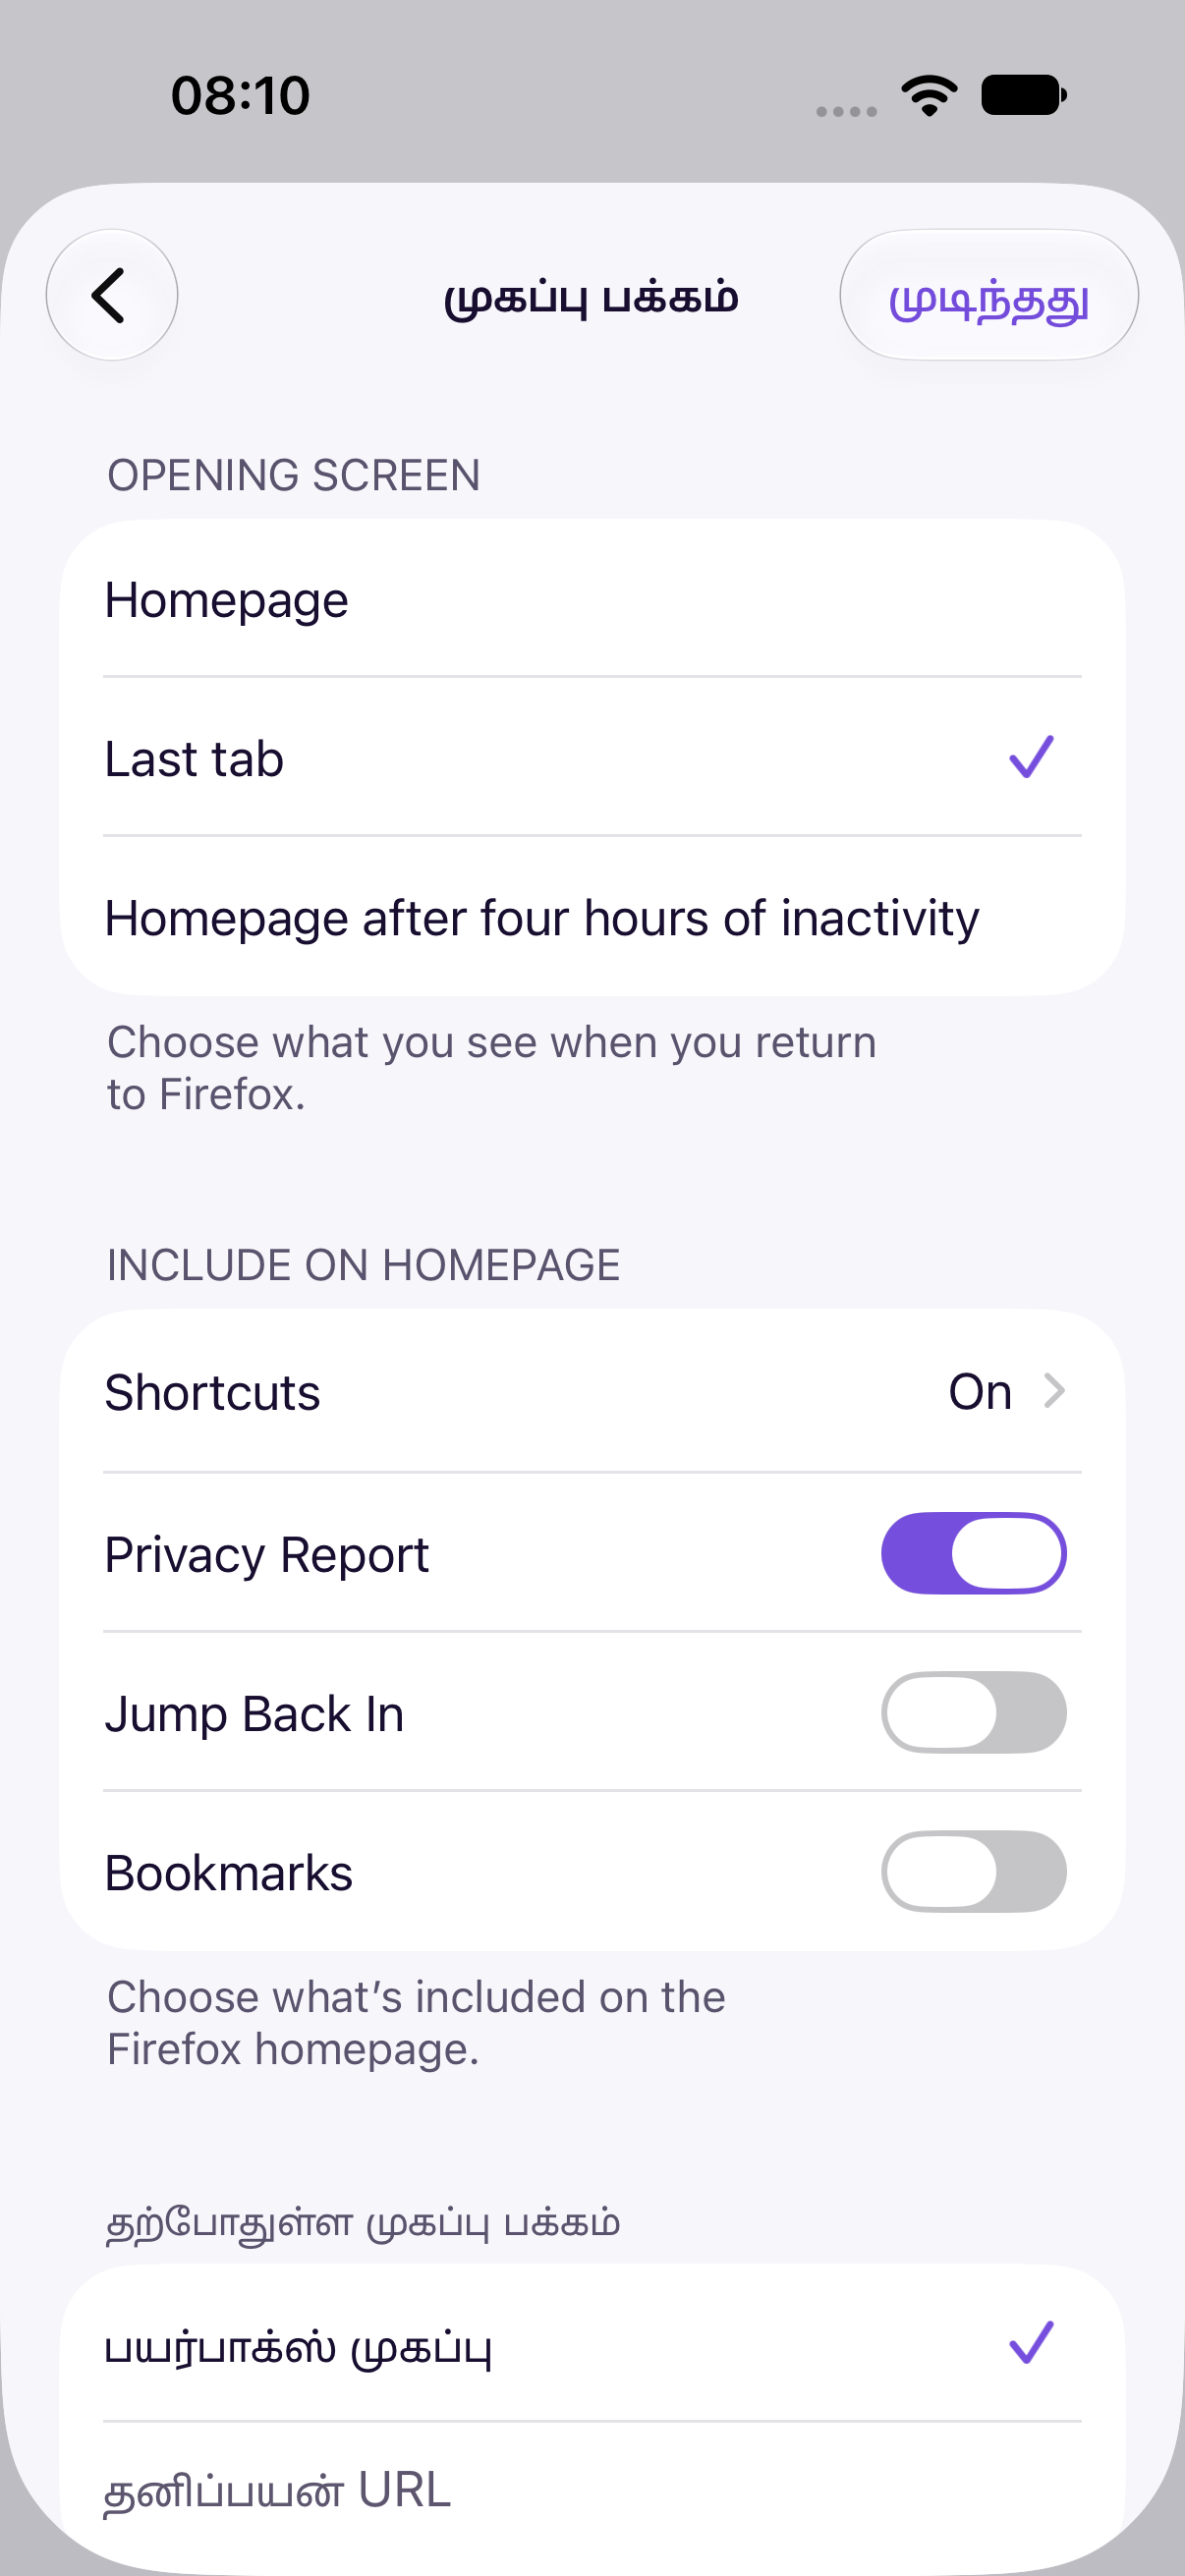 08:10
முகப்பு பக்கம்
முடிந்தது
OPENING SCREEN
Homepage
Last tab
Homepage after four hours of inactivity
Choose what you see when you return
to Firefox.
INCLUDE ON HOMEPAGE
Shortcuts On
Privacy Report
Jump Back In
Bookmarks
Choose what’s included on the
Firefox homepage.
தற்போதுள்ள முகப்பு பக்கம்
பயர்பாக்ஸ் முகப்பு
தனிப்பயன் URL